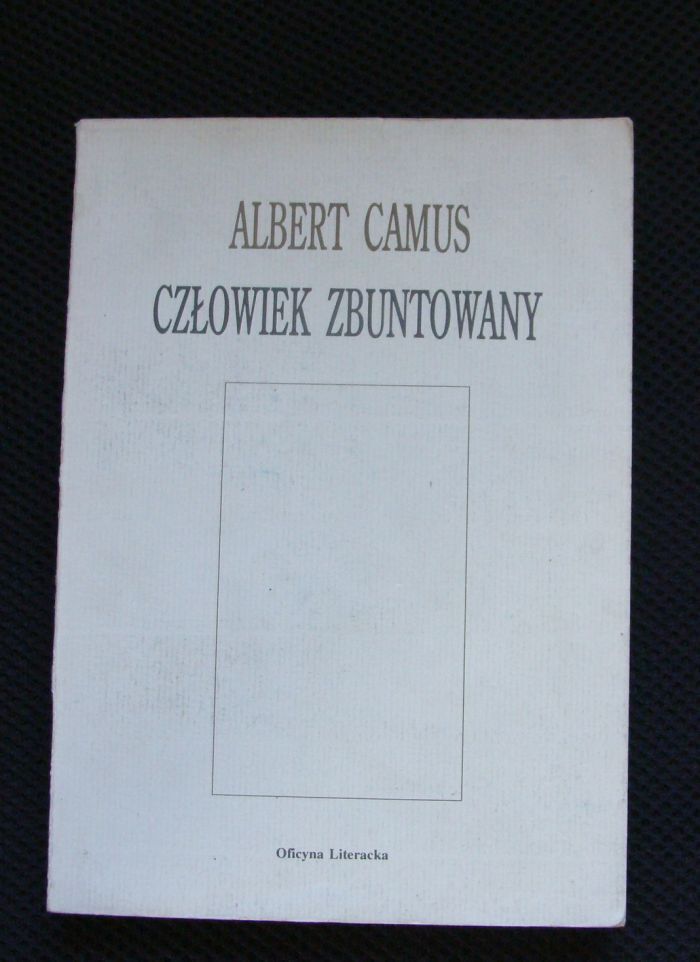 ALBERT CAMUS
CZŁOWIEK ZBUNTOWANY
Oficyna Literacka